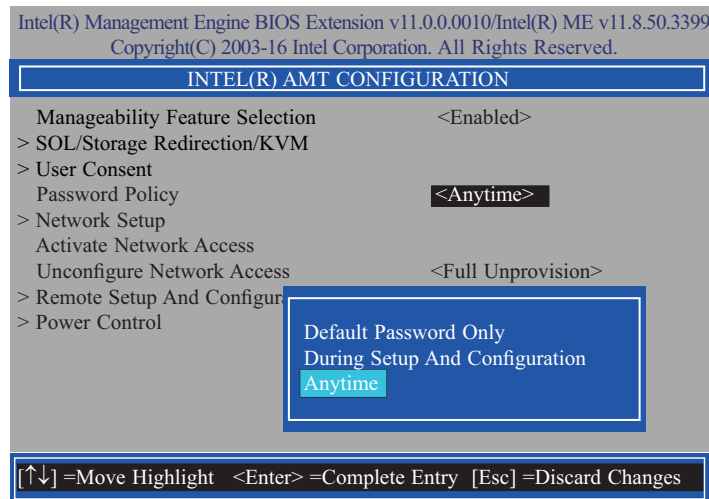 Intel(R) Management Engine BIOS Extension v11.0.0.0010/Intel(R) ME v11.8.50.3399
Copyright(C) 2003-16 Intel Corporation. All Rights Reserved.
INTEL(R) AMT CONFIGURATION
Manageability Feature Selection <Enabled>
> SOL/Storage Redirection/KVM
> User Consent
Password Policy <Anytime>
> Network Setup
Activate Network Access
Unconfigure Network Access <Full Unprovision>
> Remote Setup And Configura
> Power Control
Default Password Only
During Setup And Configuration
Anytime
[↑↓] =Move Highlight <Enter> =Complete Entry [Esc] =Discard Changes